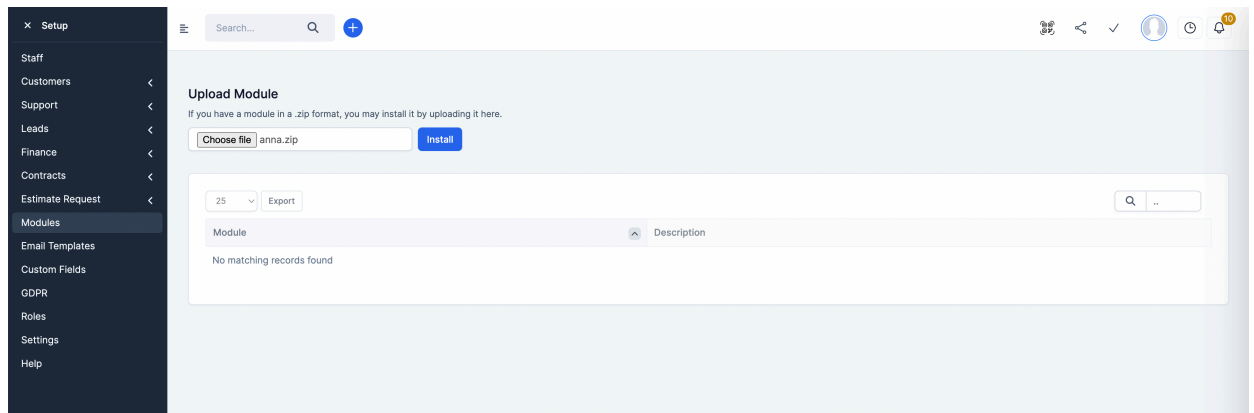 × Setup
Staff
Customers
Support
Leads
Finance
Contracts
Estimate Request
Modules
Email Templates
Custom Fields
GDPR
Roles
Settings
Help
Search...
10
Upload Module
If you have a module in a .zip format, you may install it by uploading it here.
Choose file anna.zip Install
25 Export ..
Module Description
No matching records found